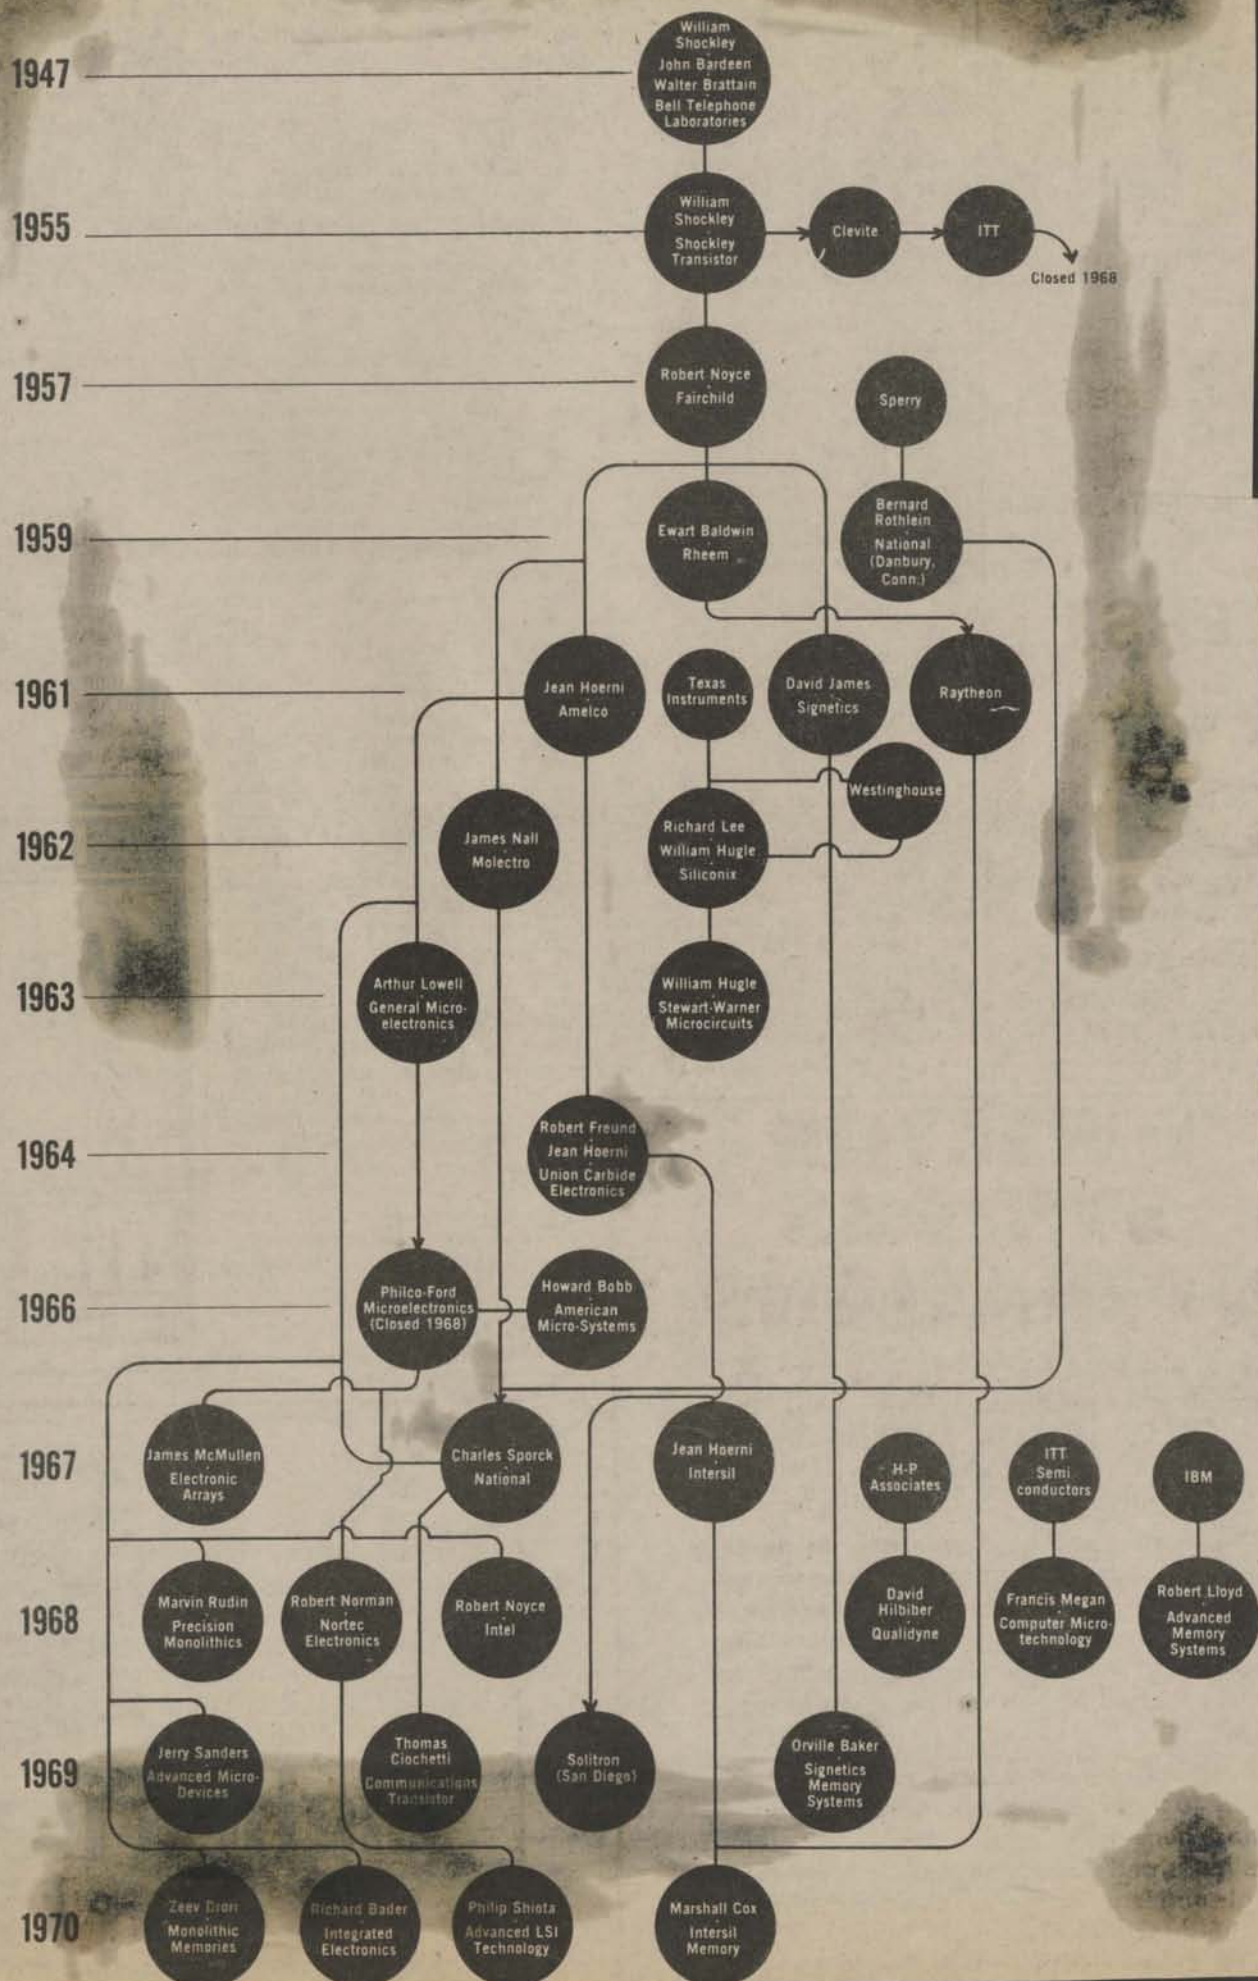 1947
William
Shockley
John Bardeen
Walter Brattain
Bell Telephone
Laboratories
1955
William
Shockley
Shockley
Transistor
Clevite
ITT
Closed 1968
1957
Robert Noyce
Fairchild
Sperry
1959
Ewart Baldwin
Rheem
Bernard
Rothlein
National
(Danbury,
Conn.)
1961
Jean Hoerni
Amelco
Texas
Instruments
David James
Signetics
Raytheon
Westinghouse
1962
James Nall
Molectro
Richard Lee
William Hugle
Siliconix
1963
Arthur Lowell
General Micro-
electronics
William Hugle
Stewart-Warner
Microcircuits
1964
Robert Freund
Jean Hoerni
Union Carbide
Electronics
1966
Philco-Ford
Microelectronics
(Closed 1968)
Howard Bobb
American
Micro-Systems
1967
James McMullen
Electronic
Arrays
Charles Sporck
National
Jean Hoerni
Intersil
H-P
Associates
ITT
Semi
conductors
IBM
1968
Marvin Rudin
Precision
Monolithics
Robert Norman
Nortec
Electronics
Robert Noyce
Intel
David
Hilbiber
Qualidyne
Francis Megan
Computer Micro-
technology
Robert Lloyd
Advanced
Memory
Systems
1969
Jerry Sanders
Advanced Micro-
Devices
Thomas
Ciochetti
Communications
Transistor
Solitron
(San Diego)
Orville Baker
Signetics
Memory
Systems
1970
Zeev Drori
Monolithic
Memories
Richard Bader
Integrated
Electronics
Philip Shiota
Advanced LSI
Technology
Marshall Cox
Intersil
Memory